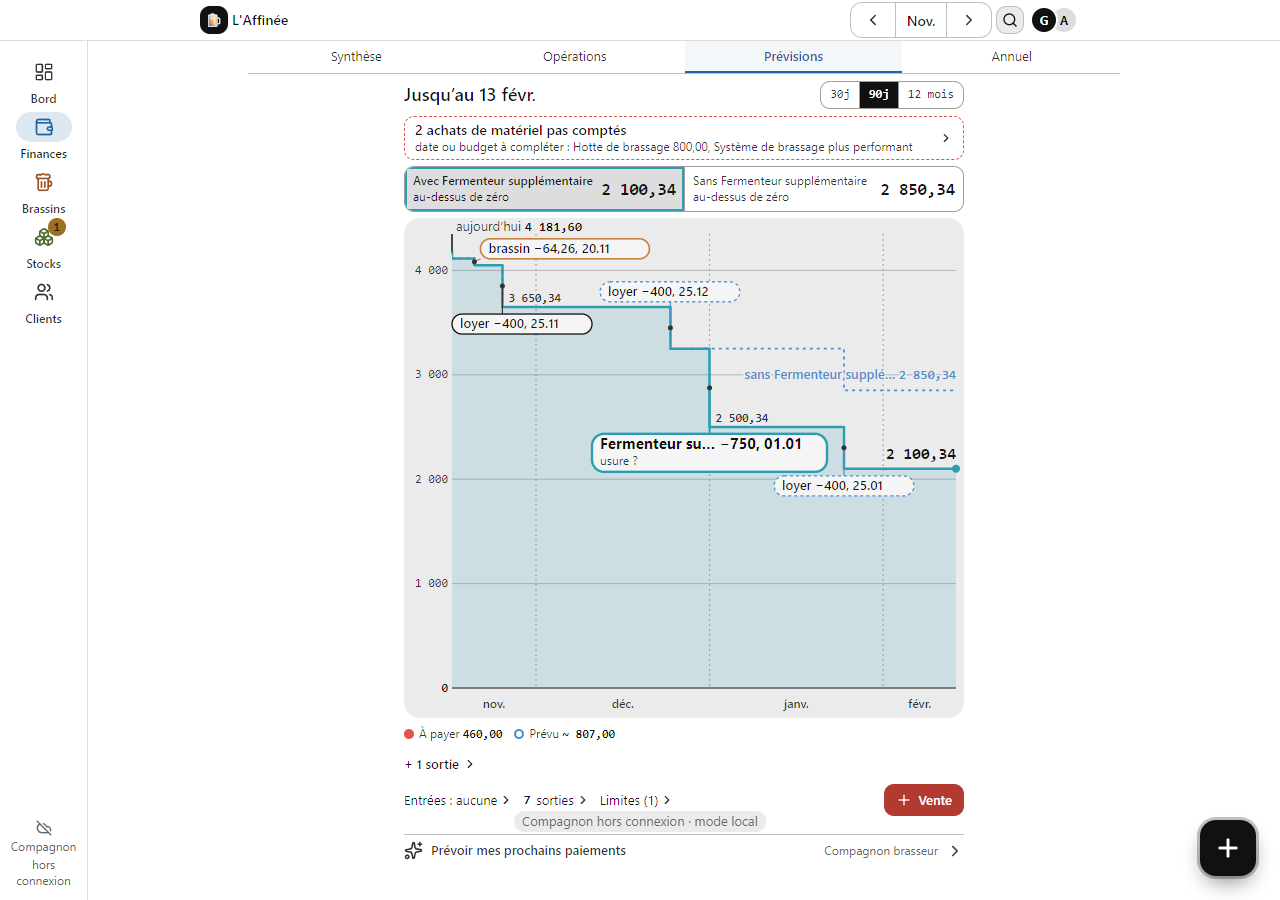 L'Affinée
Nov.
G
A
Bord
Finances
Brassins
1
Stocks
Clients
Compagnon
hors
connexion
Synthèse
Opérations
Prévisions
Annuel
Jusqu'au 13 févr.
30j
90j
12 mois
2 achats de matériel pas comptés
date ou budget à compléter : Hotte de brassage 800,00, Système de brassage plus performant
Avec Fermenteur supplémentaire
au-dessus de zéro
2 100,34
Sans Fermenteur supplémentaire
au-dessus de zéro
2 850,34
aujourd'hui 4 181,60
brassin −64,26, 20.11
4 000
loyer −400, 25.12
3 650,34
loyer −400, 25.11
3 000
sans Fermenteur supplé… 2 850,34
2 500,34
Fermenteur su… −750, 01.01
usure ?
2 100,34
2 000
loyer −400, 25.01
1 000
0
nov.
déc.
janv.
févr.
À payer 460,00
Prévu ~ 807,00
+ 1 sortie
Entrées : aucune
7 sorties
Limites (1)
+ Vente
Compagnon hors connexion · mode local
Prévoir mes prochains paiements
Compagnon brasseur
+